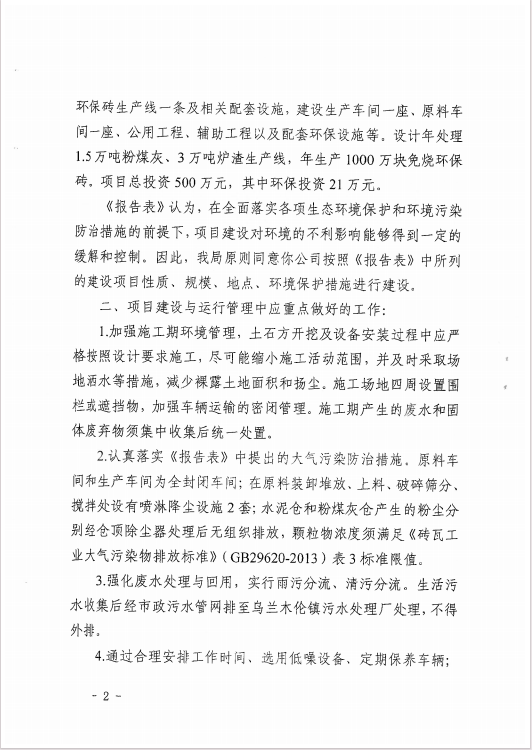 环保砖生产线一条及相关配套设施，建设生产车间一座、原料车
间一座、公用工程、辅助工程以及配套环保设施等。设计年处理
1.5万吨粉煤灰、3万吨炉渣生产线，年生产1000万块免烧环保
砖。项目总投资500万元，其中环保投资21万元。
《报告表》认为，在全面落实各项生态环境保护和环境污染
防治措施的前提下，项目建设对环境的不利影响能够得到一定的
缓解和控制。因此，我局原则同意你公司按照《报告表》中所列
的建设项目性质、规模、地点、环境保护措施进行建设。
二、项目建设与运行管理中应重点做好的工作：
1.加强施工期环境管理，土石方开挖及设备安装过程中应严
格按照设计要求施工，尽可能缩小施工活动范围，并及时采取场
地洒水等措施，减少裸露土地面积和扬尘。施工场地四周设置围
栏或遮挡物，加强车辆运输的密闭管理。施工期产生的废水和固
体废弃物须集中收集后统一处置。
2.认真落实《报告表》中提出的大气污染防治措施。原料车
间和生产车间为全封闭车间；在原料装卸堆放、上料、破碎筛分、
搅拌处设有喷淋降尘设施2套；水泥仓和粉煤灰仓产生的粉尘分
别经仓顶除尘器处理后无组织排放，颗粒物浓度须满足《砖瓦工
业大气污染物排放标准》（GB29620-2013）表3标准限值。
3.强化废水处理与回用，实行雨污分流、清污分流。生活污
水收集后经市政污水管网排至乌兰木伦镇污水处理厂处理，不得
外排。
4.通过合理安排工作时间、选用低噪设备、定期保养车辆；
- 2 -